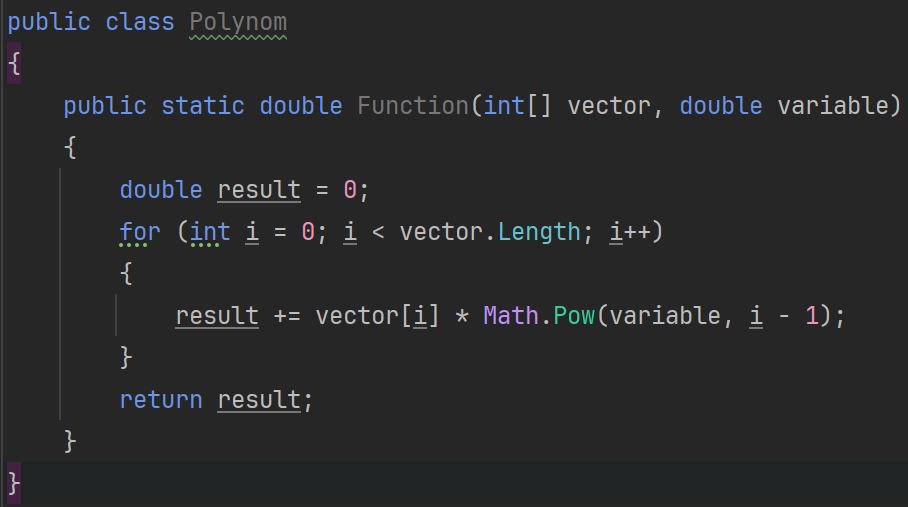 public class Polynom
{
    public static double Function(int[] vector, double variable)
    {
        double result = 0;
        for (int i = 0; i < vector.Length; i++)
        {
            result += vector[i] * Math.Pow(variable, i - 1);
        }
        return result;
    }
}